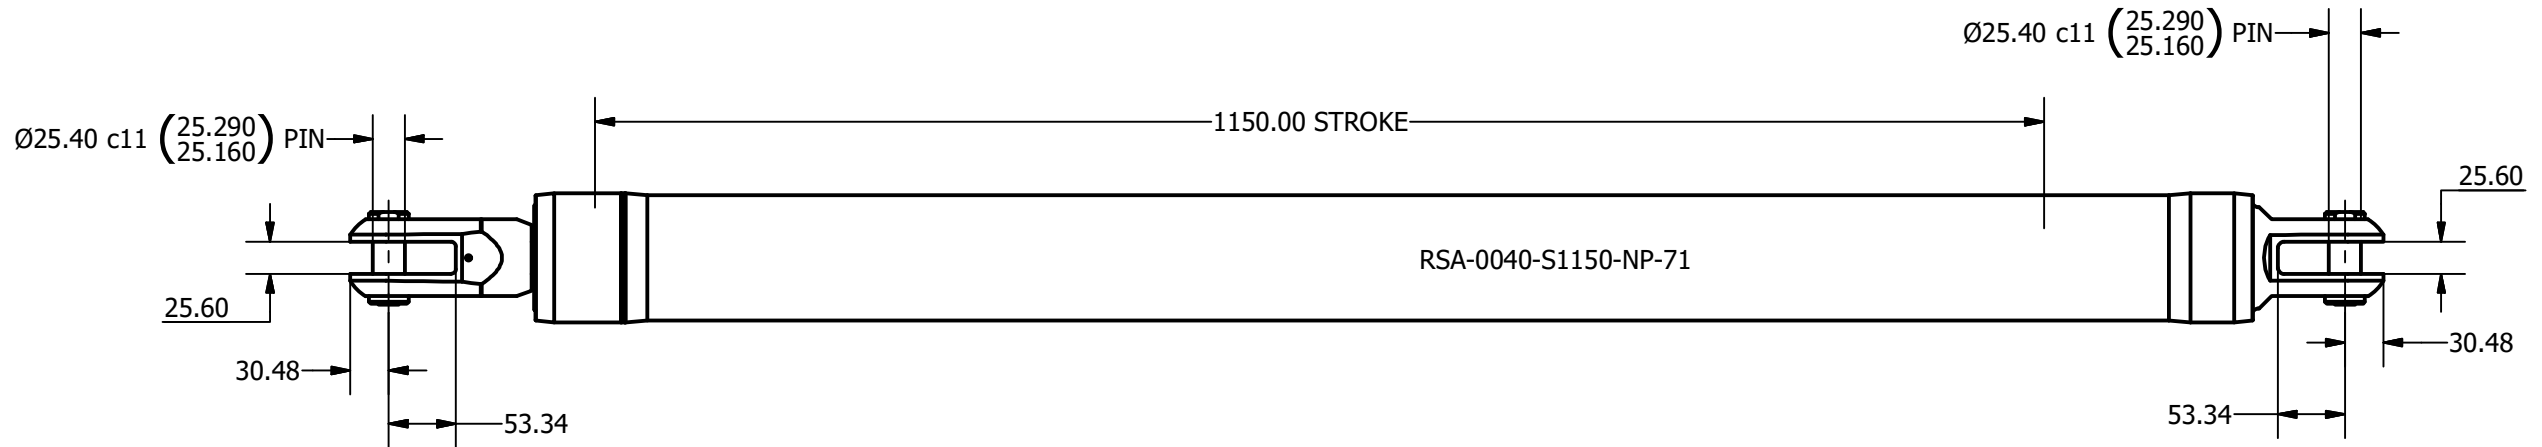 Ø25.40 c11 (25.290 PIN
25.160)
Ø25.40 c11 (25.290 PIN
25.160)
1150.00 STROKE
25.60
RSA-0040-S1150-NP-71
25.60
30.48
30.48
53.34
53.34